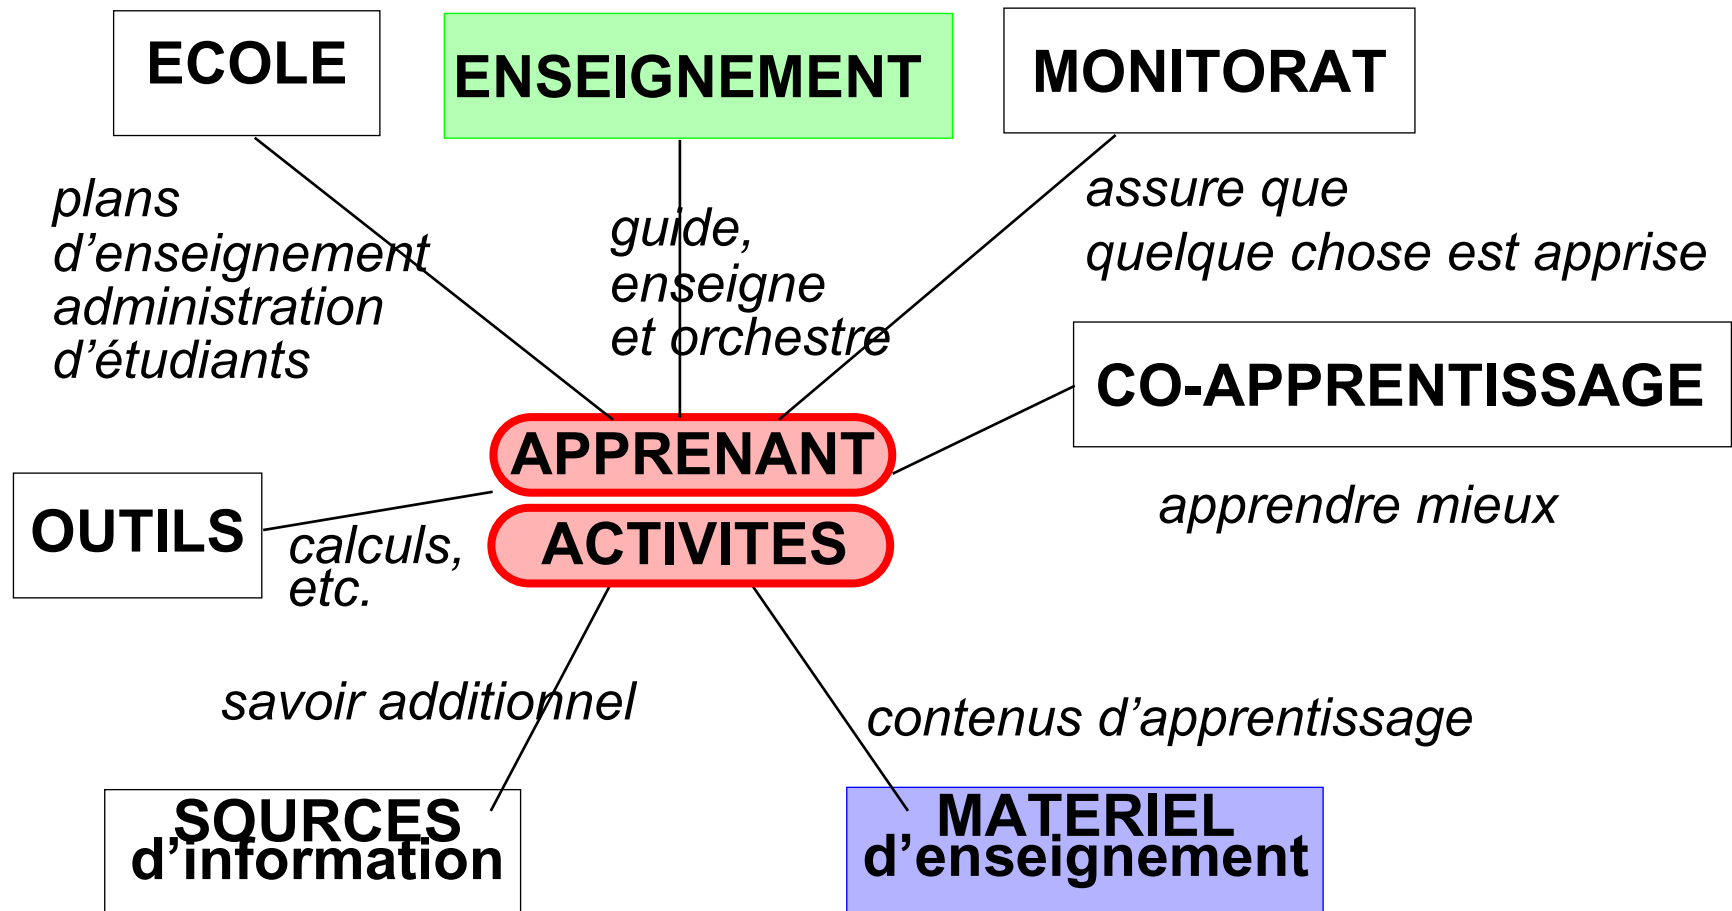 ECOLE
ENSEIGNEMENT
MONITORAT
plans
d’enseignement
administration
d’étudiants
guide,
enseigne
et orchestre
assure que
quelque chose est apprise
CO-APPRENTISSAGE
apprendre mieux
APPRENANT
ACTIVITES
OUTILS
calculs,
etc.
savoir additionnel
contenus d’apprentissage
SOURCES
d’information
MATERIEL
d’enseignement